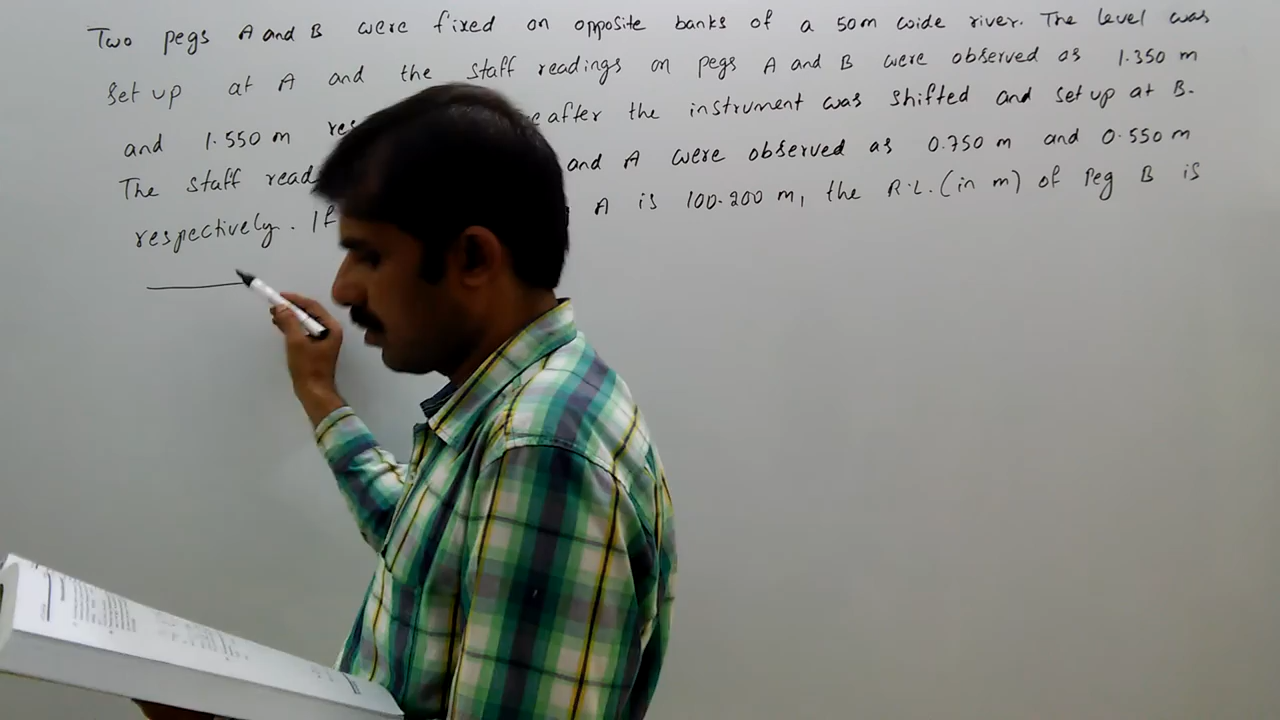 Two pegs A and B were fixed on opposite banks of a 50m wide river. The level was
set up at A and the staff readings on pegs A and B were observed as 1.350 m
and 1.550 m after the instrument was shifted and set up at B.
The staff and A were observed as 0.750 m and 0.550 m
respectively. If A is 100.200 m, the R.L. (in m) of Peg B is